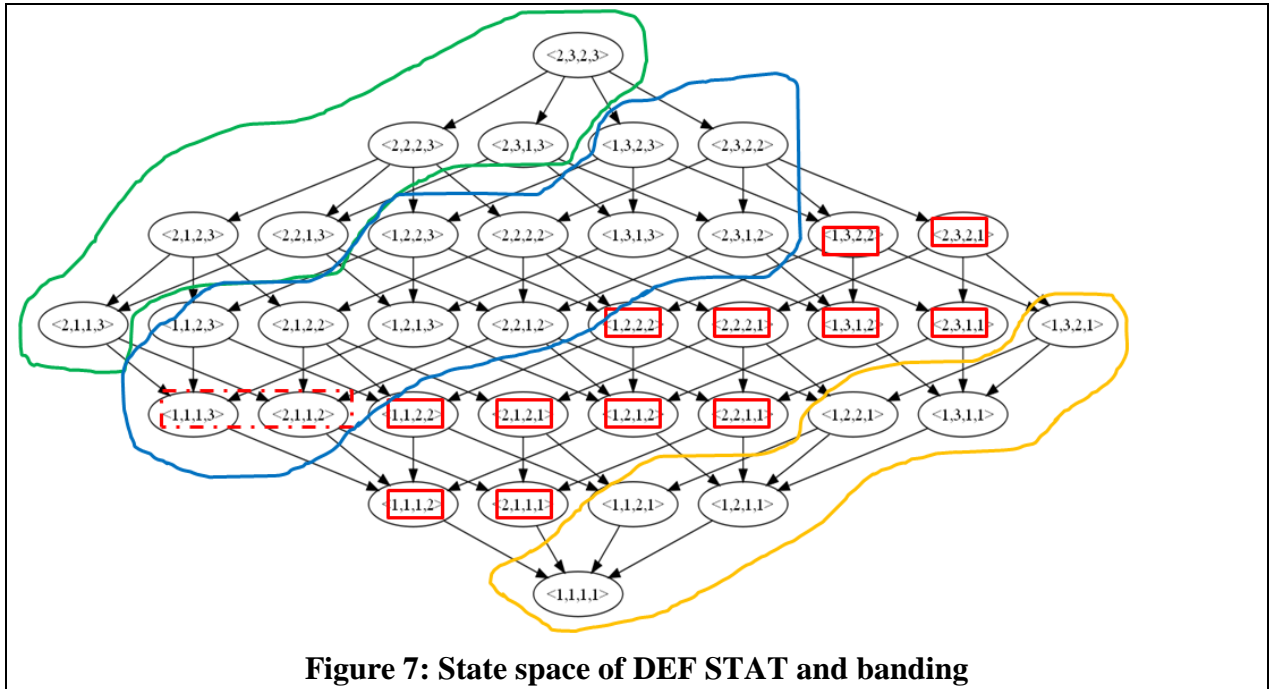 <2,3,2,3>
<2,2,2,3> <2,3,1,3> <1,3,2,3> <2,3,2,2>
<2,1,2,3> <2,2,1,3> <1,2,2,3> <2,2,2,2> <1,3,1,3> <2,3,1,2> <1,3,2,2> <2,3,2,1>
<2,1,1,3> <1,1,2,3> <2,1,2,2> <1,2,1,3> <2,2,1,2> <1,2,2,2> <2,2,2,1> <1,3,1,2> <2,3,1,1> <1,3,2,1>
<1,1,1,3> <2,1,1,2> <1,1,2,2> <2,1,2,1> <1,2,1,2> <2,2,1,1> <1,2,2,1> <1,3,1,1>
<1,1,1,2> <2,1,1,1> <1,1,2,1> <1,2,1,1>
<1,1,1,1>
Figure 7: State space of DEF STAT and banding